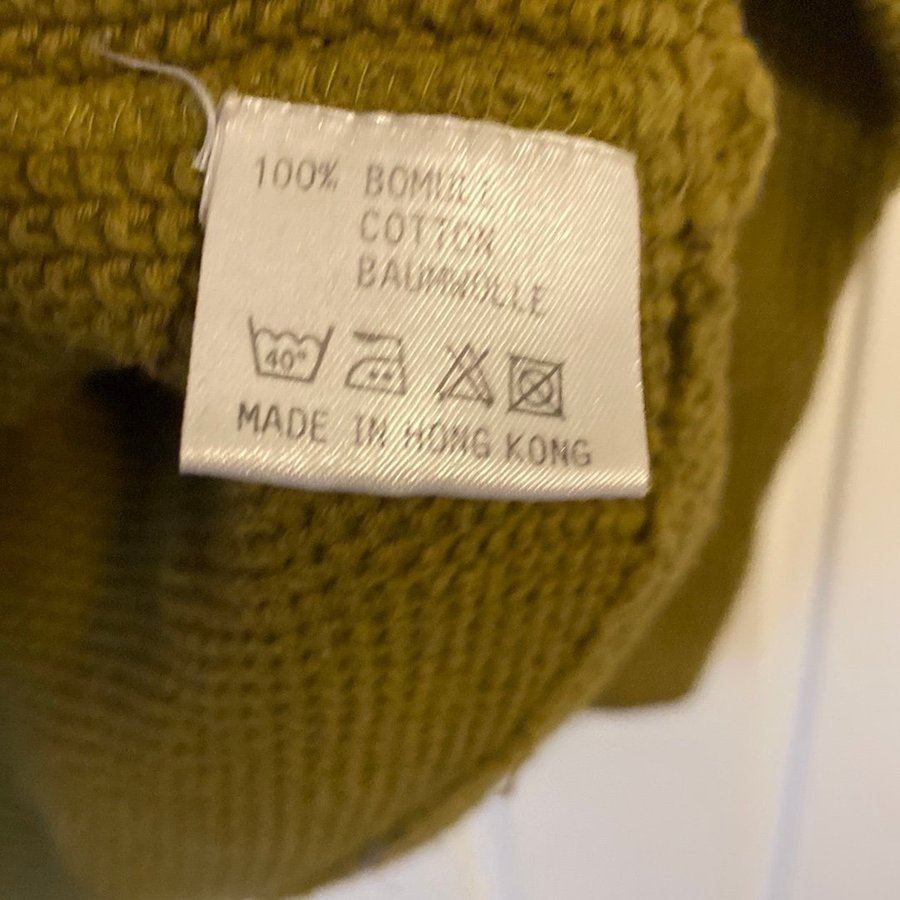 100% BOMULL
COTTON
BAUMWOLLE
40°
MADE IN HONG KONG